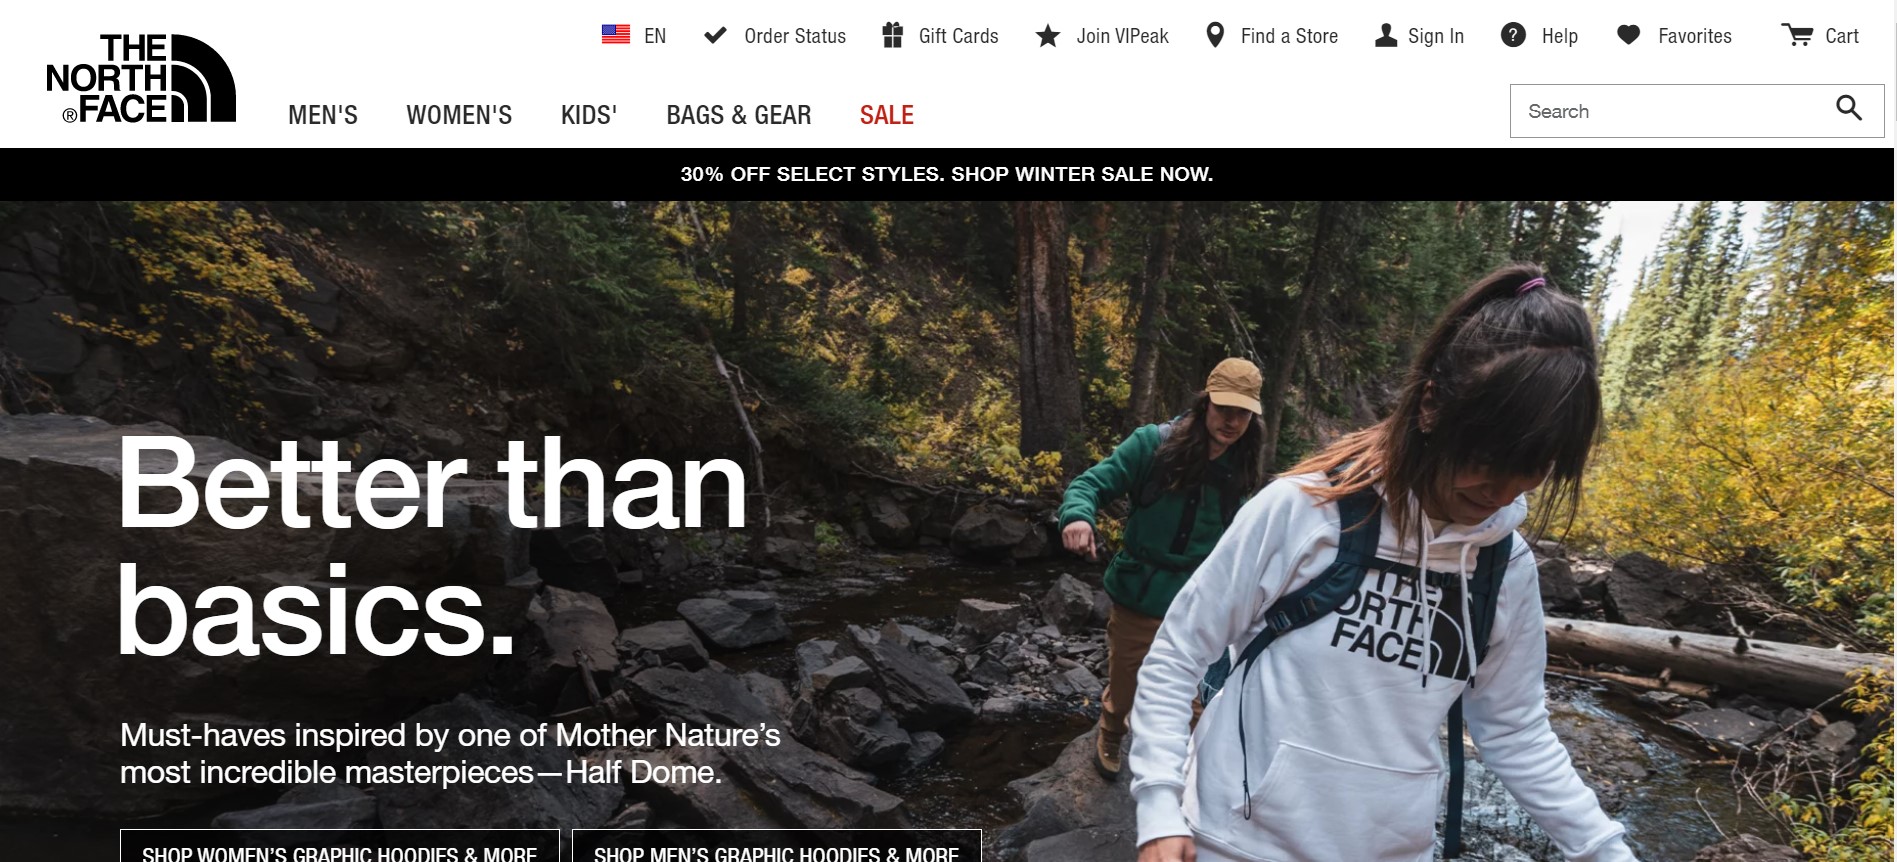 THE
NORTH
®FACE
EN
Order Status
Gift Cards
Join VIPeak
Find a Store
Sign In
? Help
Favorites
Cart
MEN'S
WOMEN'S
KIDS'
BAGS & GEAR
SALE
Search
30% OFF SELECT STYLES. SHOP WINTER SALE NOW.
Better than
basics.
Must-haves inspired by one of Mother Nature’s
most incredible masterpieces—Half Dome.
SHOP WOMEN’S GRAPHIC HOODIES & MORE
SHOP MEN’S GRAPHIC HOODIES & MORE
THE
ORTH
FACE